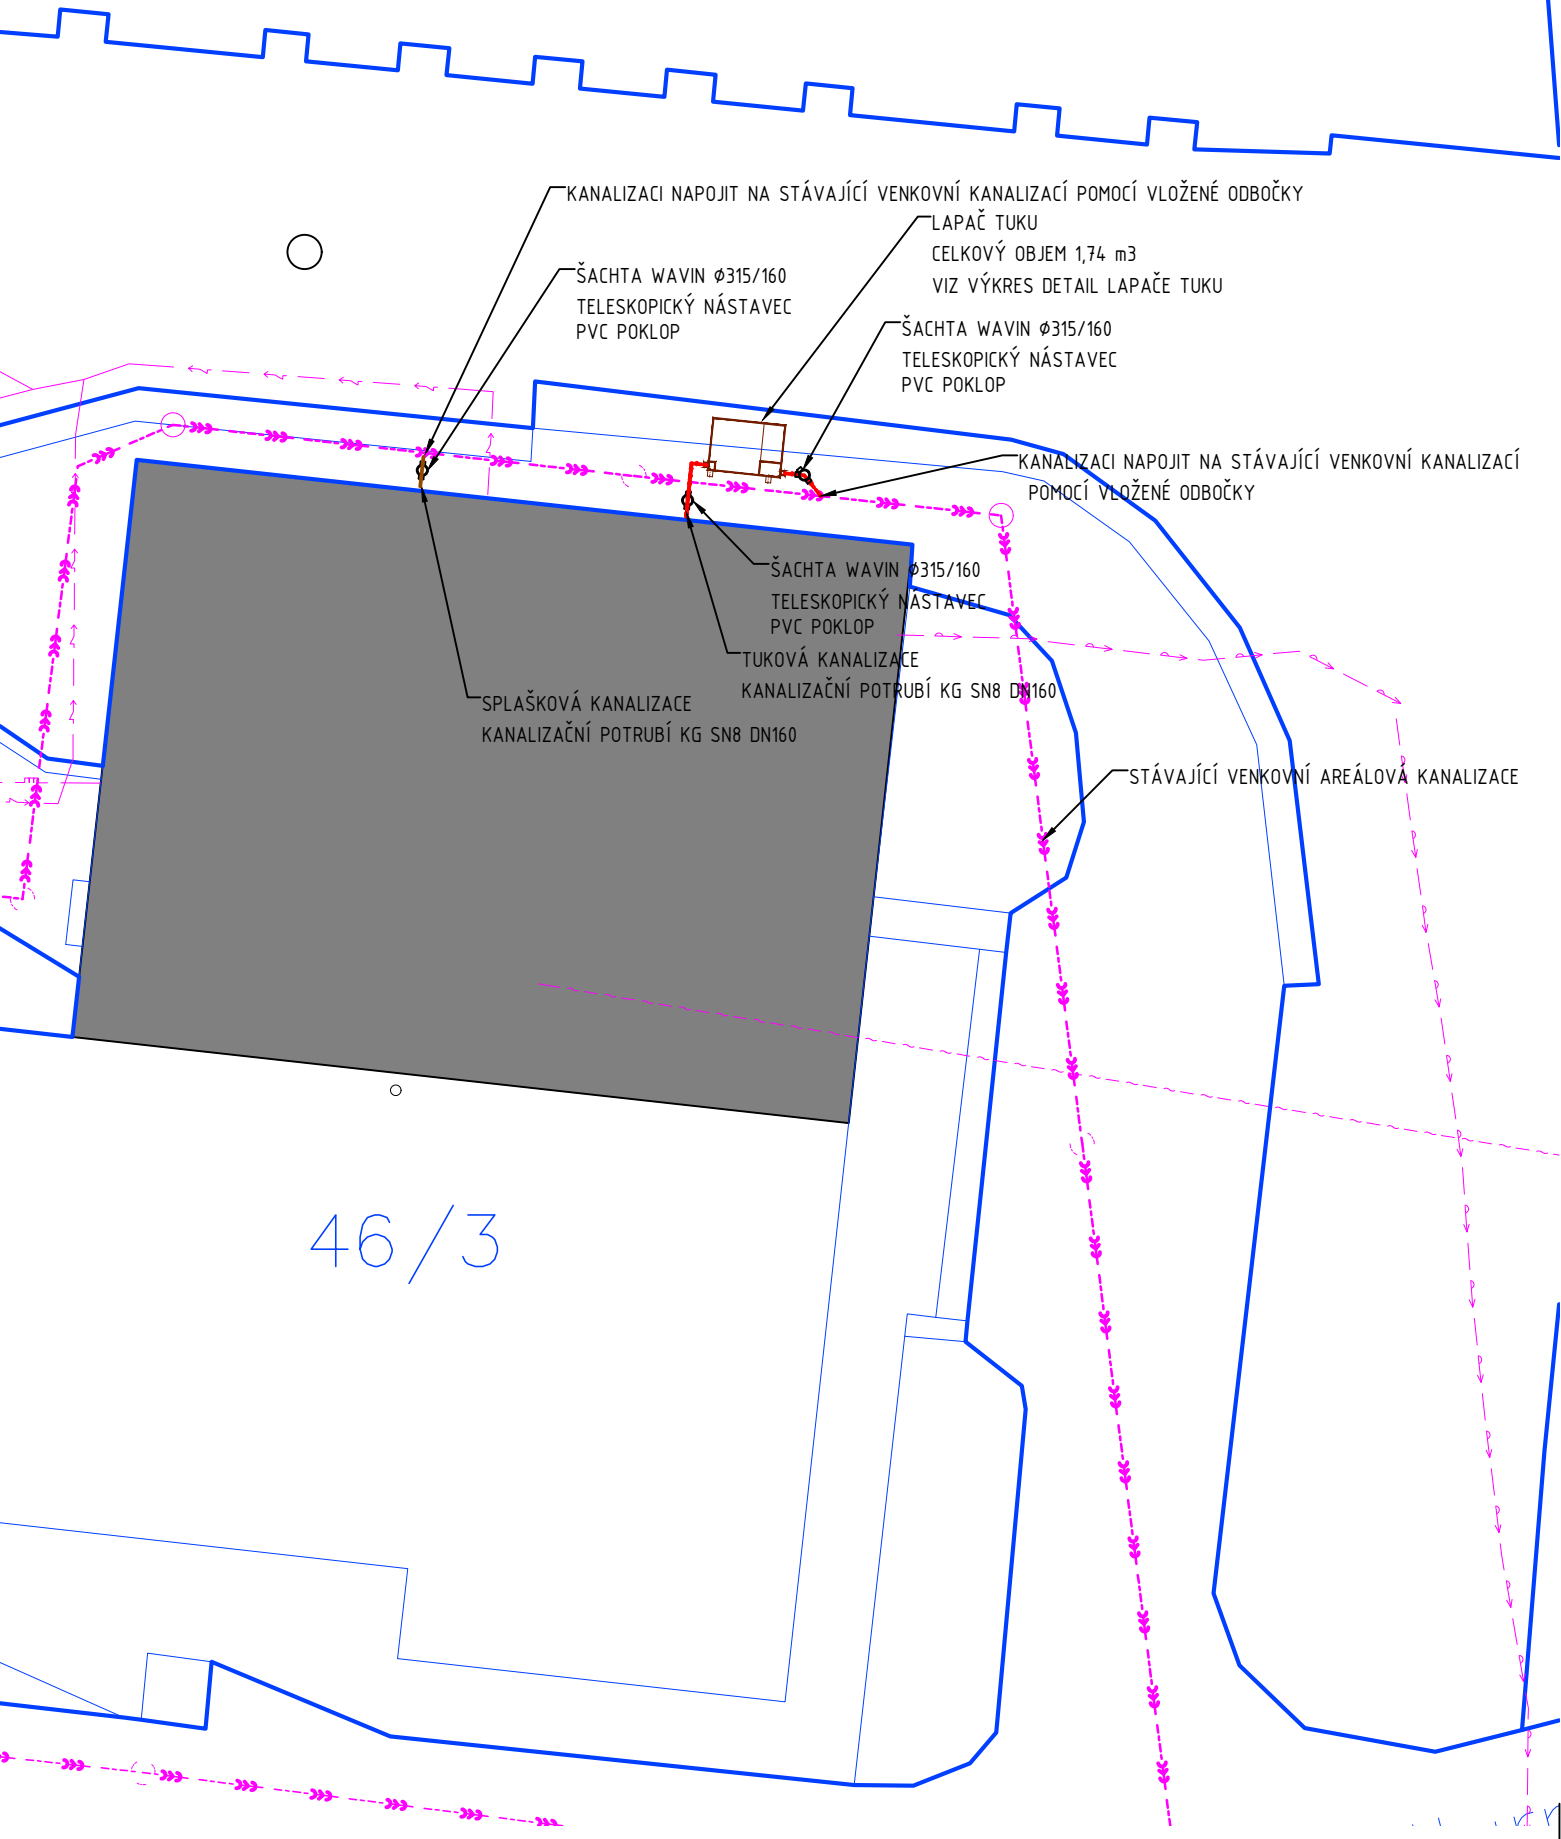 KANALIZACI NAPOJIT NA STÁVAJÍCÍ VENKOVNÍ KANALIZACÍ POMOCÍ VLOŽENÉ ODBOČKY
LAPAČ TUKU
CELKOVÝ OBJEM 1,74 m3
VIZ VÝKRES DETAIL LAPAČE TUKU
ŠACHTA WAVIN Ø315/160
TELESKOPICKÝ NÁSTAVEC
PVC POKLOP
ŠACHTA WAVIN Ø315/160
TELESKOPICKÝ NÁSTAVEC
PVC POKLOP
KANALIZACI NAPOJIT NA STÁVAJÍCÍ VENKOVNÍ KANALIZACÍ
POMOCÍ VLOŽENÉ ODBOČKY
ŠACHTA WAVIN Ø315/160
TELESKOPICKÝ NÁSTAVEC
PVC POKLOP
TUKOVÁ KANALIZACE
KANALIZAČNÍ POTRUBÍ KG SN8 DN160
SPLAŠKOVÁ KANALIZACE
KANALIZAČNÍ POTRUBÍ KG SN8 DN160
STÁVAJÍCÍ VENKOVNÍ AREÁLOVÁ KANALIZACE
46/3